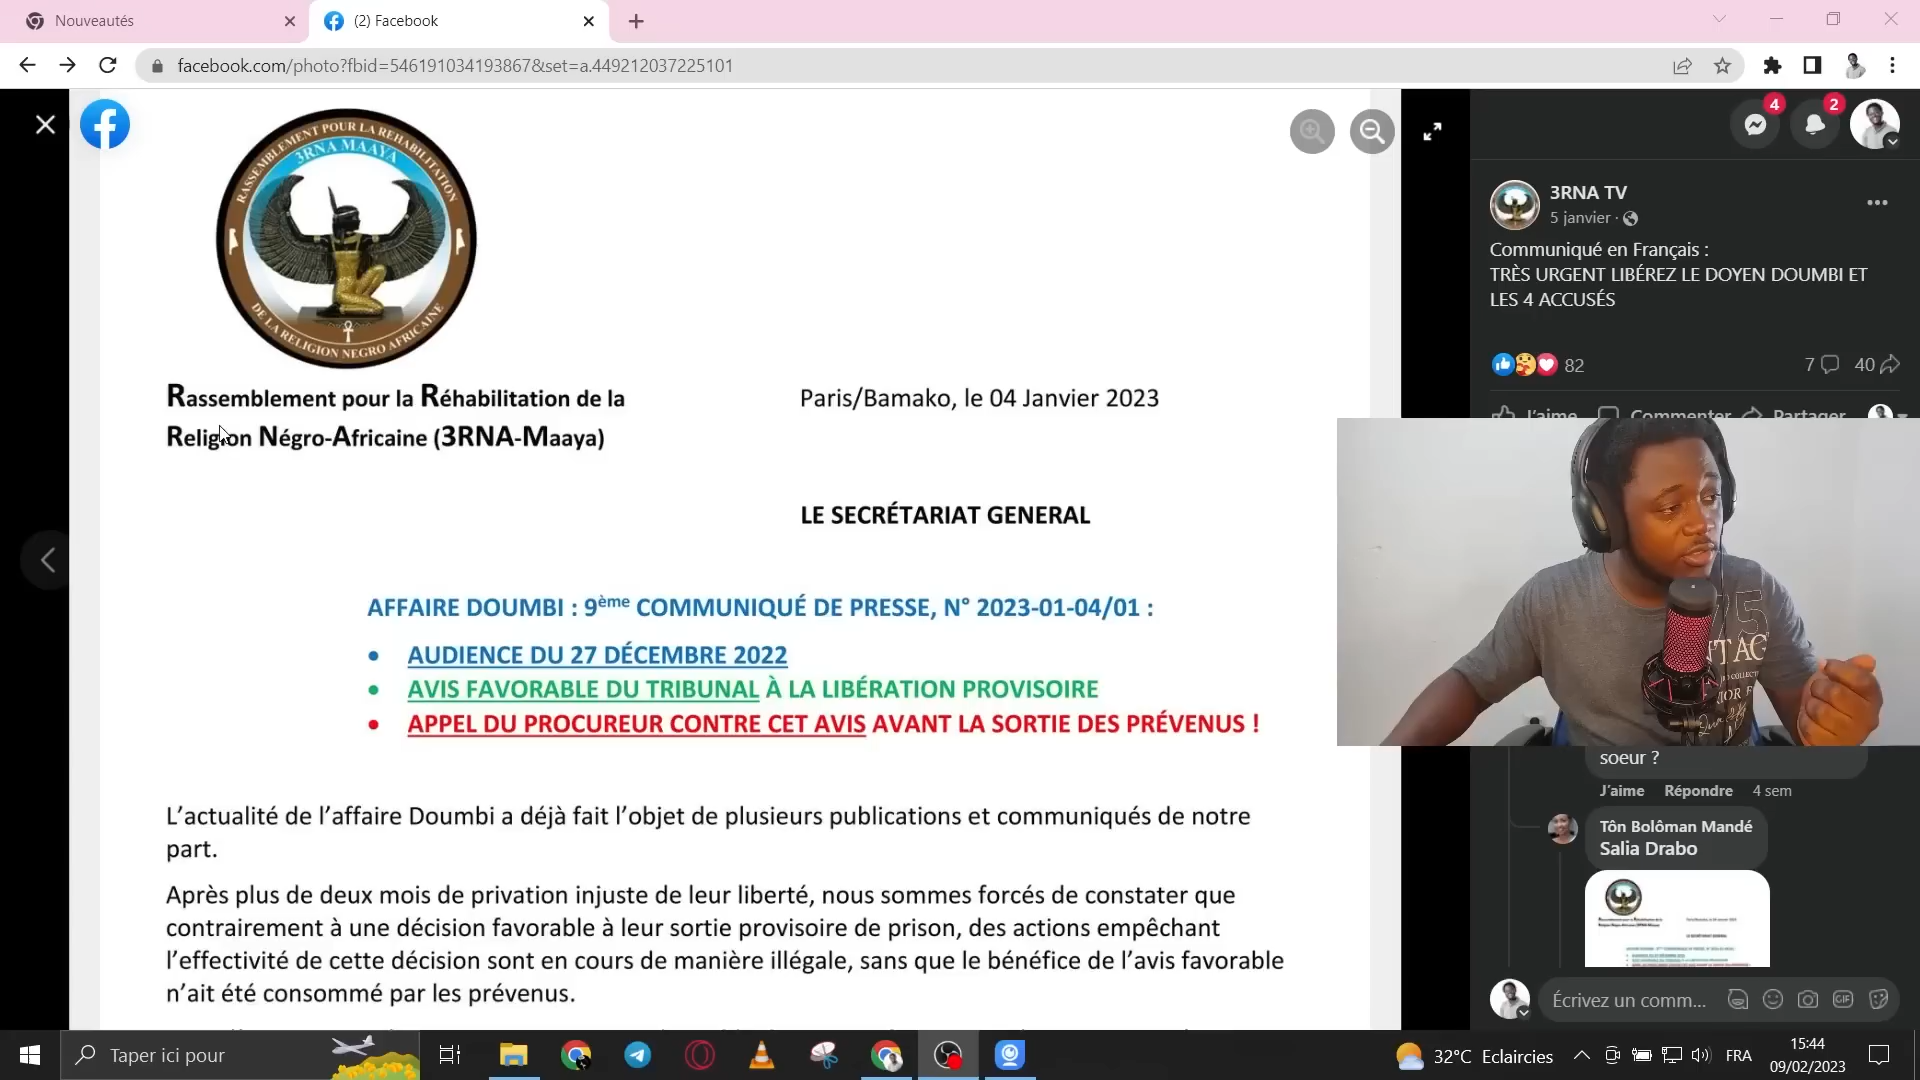 Nouveautés
(2) Facebook
facebook.com/photo?fbid=546191034193867&set=a.449212037225101
RASSEMBLEMENT POUR LA REHABILITATION
3RNA MAAYA
DE LA RELIGION NEGRO AFRICAINE
Rassemblement pour la Réhabilitation de la
Religion Négro-Africaine (3RNA-Maaya)
Paris/Bamako, le 04 Janvier 2023
LE SECRÉTARIAT GENERAL
AFFAIRE DOUMBI : 9ème COMMUNIQUÉ DE PRESSE, N° 2023-01-04/01 :
• AUDIENCE DU 27 DÉCEMBRE 2022
• AVIS FAVORABLE DU TRIBUNAL À LA LIBÉRATION PROVISOIRE
• APPEL DU PROCUREUR CONTRE CET AVIS AVANT LA SORTIE DES PRÉVENUS !
L’actualité de l’affaire Doumbi a déjà fait l’objet de plusieurs publications et communiqués de notre
part.
Après plus de deux mois de privation injuste de leur liberté, nous sommes forcés de constater que
contrairement à une décision favorable à leur sortie provisoire de prison, des actions empêchant
l’effectivité de cette décision sont en cours de manière illégale, sans que le bénéfice de l’avis favorable
n’ait été consommé par les prévenus.
4
2
3RNA TV
5 janvier ·
Communiqué en Français :
TRÈS URGENT LIBÉREZ LE DOYEN DOUMBI ET
LES 4 ACCUSÉS
82
7
40
J'aime
Commenter
Partager
75
soeur ?
J’aime Répondre 4 sem
Tôn Bolôman Mandé
Salia Drabo
Écrivez un comm...
GIF
Taper ici pour
32°C Eclaircies
FRA
15:44
09/02/2023